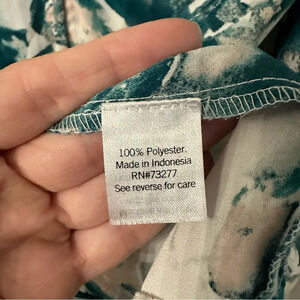 100% Polyester.
Made in Indonesia
RN#73277
See reverse for care